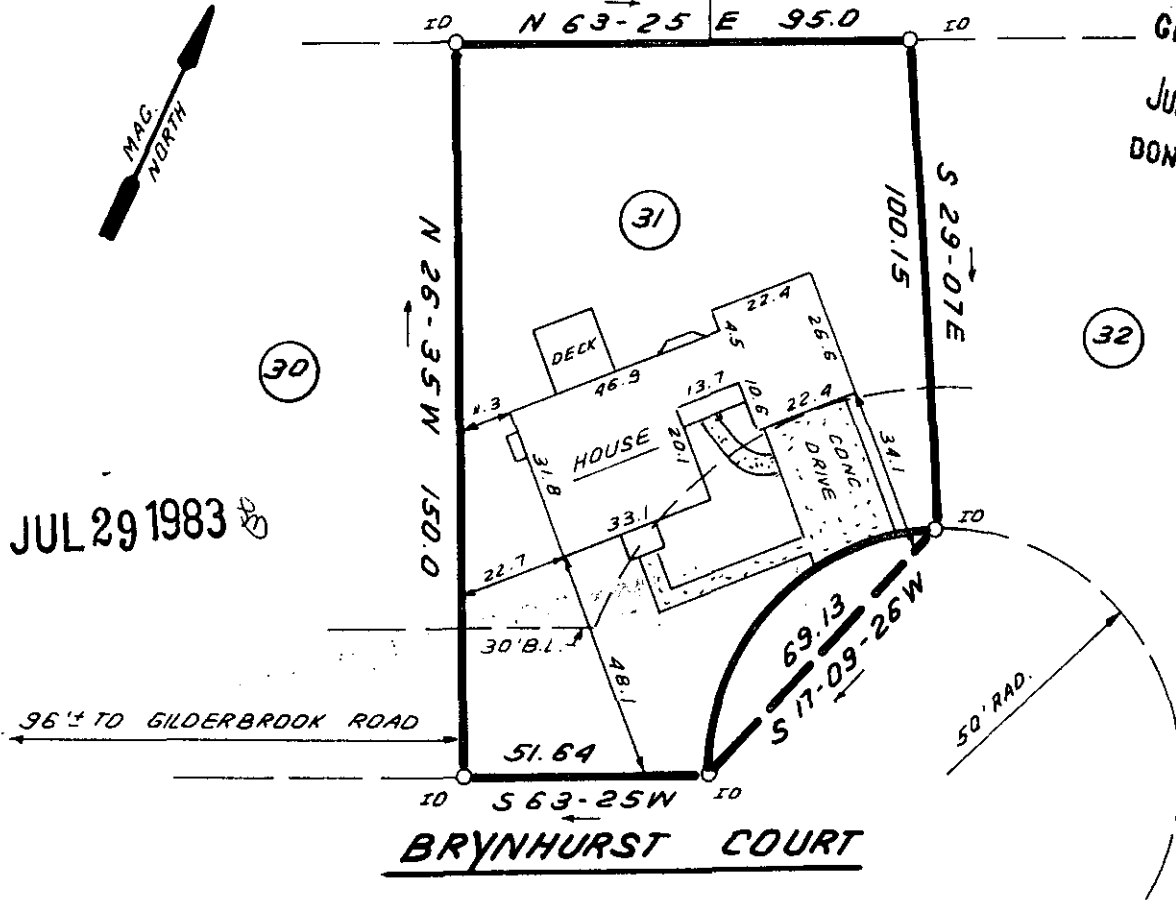 IO N 63-25 E 95.0 IO
MAG. NORTH
JU
DON
31
S 29-07E
100.15
N 26-35W 150.0
30
32
22.4
4.5
26.6
DECK
46.9
13.7
10.6
22.4
HOUSE
20.1
CONC. DRIVE
34.1
31.8
JUL 29 1983
33.1
22.7
IO
30' B.L.
48.1
69.13
S 17-09-26W
50' RAD.
96'± TO GILDERBROOK ROAD
51.64
IO S 63-25W IO
BRYNHURST COURT